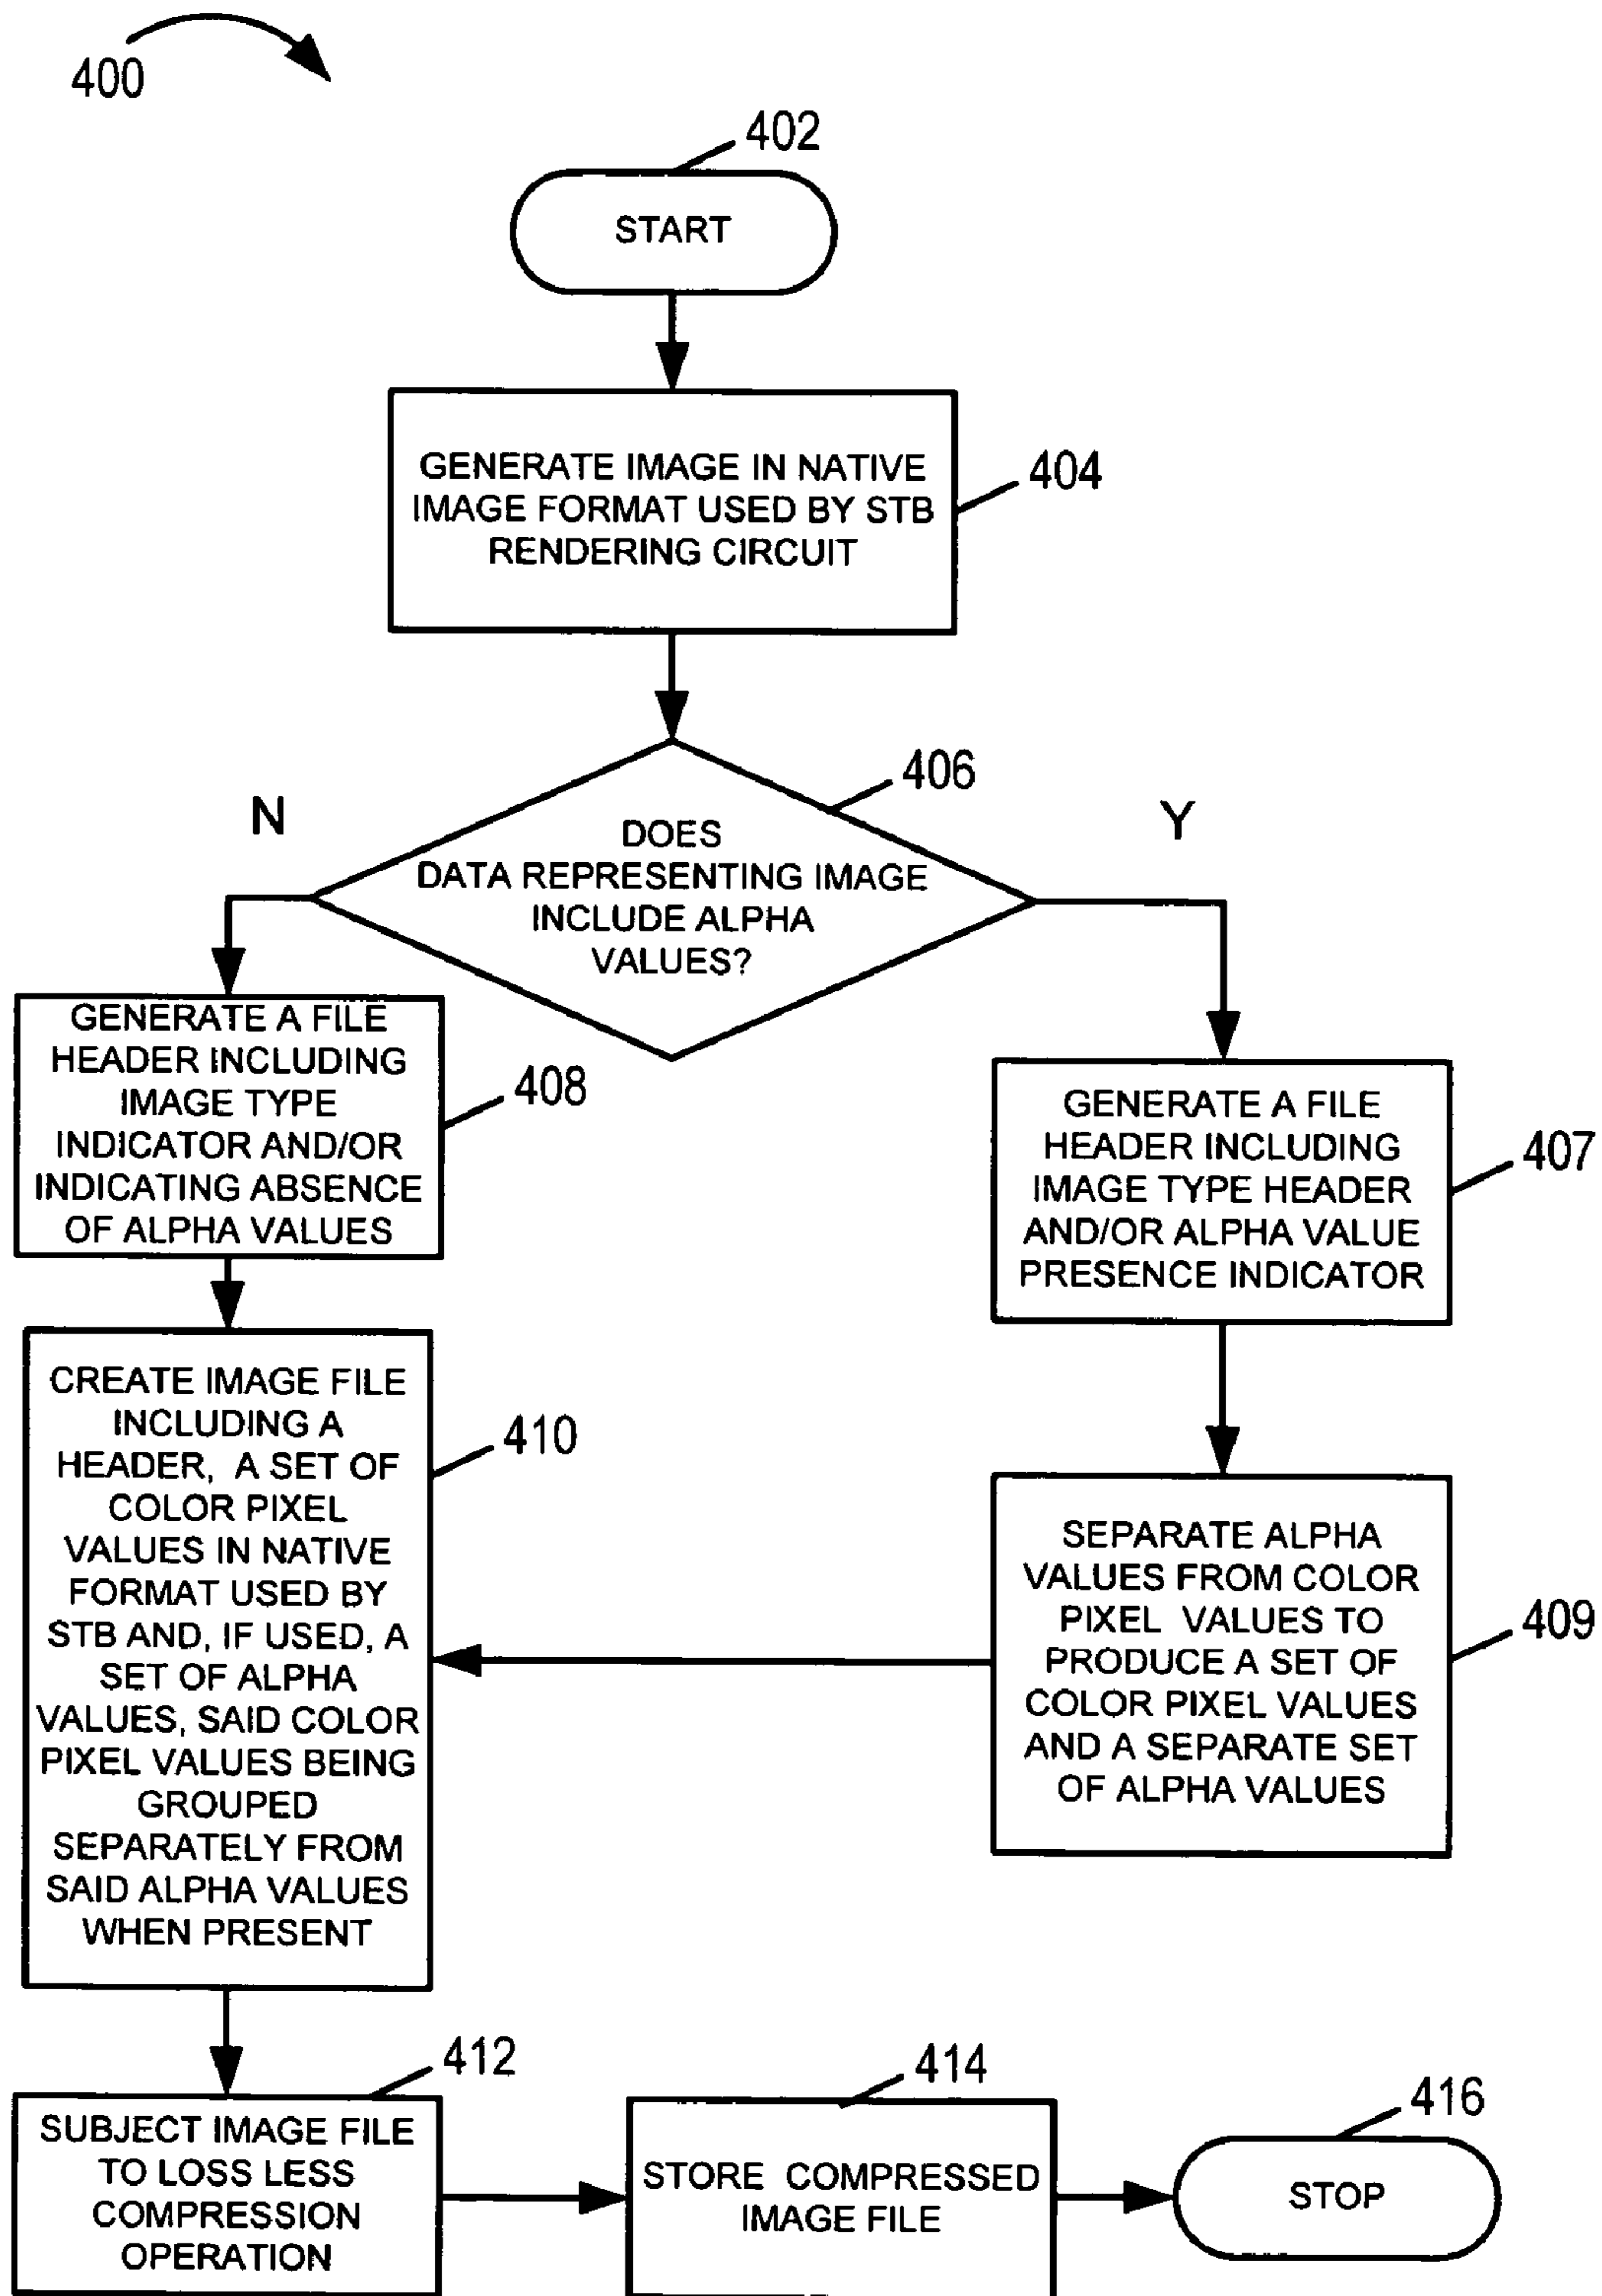 400
402
START
GENERATE IMAGE IN NATIVE
IMAGE FORMAT USED BY STB
RENDERING CIRCUIT
404
406
N
Y
DOES
DATA REPRESENTING IMAGE
INCLUDE ALPHA
VALUES?
GENERATE A FILE
HEADER INCLUDING
IMAGE TYPE
INDICATOR AND/OR
INDICATING ABSENCE
OF ALPHA VALUES
408
GENERATE A FILE
HEADER INCLUDING
IMAGE TYPE HEADER
AND/OR ALPHA VALUE
PRESENCE INDICATOR
407
CREATE IMAGE FILE
INCLUDING A
HEADER, A SET OF
COLOR PIXEL
VALUES IN NATIVE
FORMAT USED BY
STB AND, IF USED, A
SET OF ALPHA
VALUES, SAID COLOR
PIXEL VALUES BEING
GROUPED
SEPARATELY FROM
SAID ALPHA VALUES
WHEN PRESENT
410
SEPARATE ALPHA
VALUES FROM COLOR
PIXEL VALUES TO
PRODUCE A SET OF
COLOR PIXEL VALUES
AND A SEPARATE SET
OF ALPHA VALUES
409
412
SUBJECT IMAGE FILE
TO LOSS LESS
COMPRESSION
OPERATION
414
STORE COMPRESSED
IMAGE FILE
416
STOP